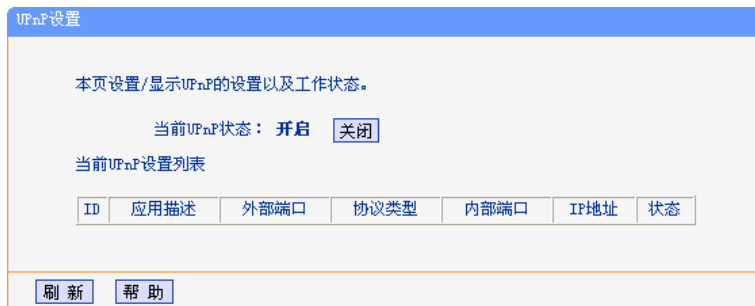 UPnP设置
本页设置/显示UPnP的设置以及工作状态。
当前UPnP状态： 开启 关闭
当前UPnP设置列表
ID 应用描述 外部端口 协议类型 内部端口 IP地址 状态
刷 新 帮 助